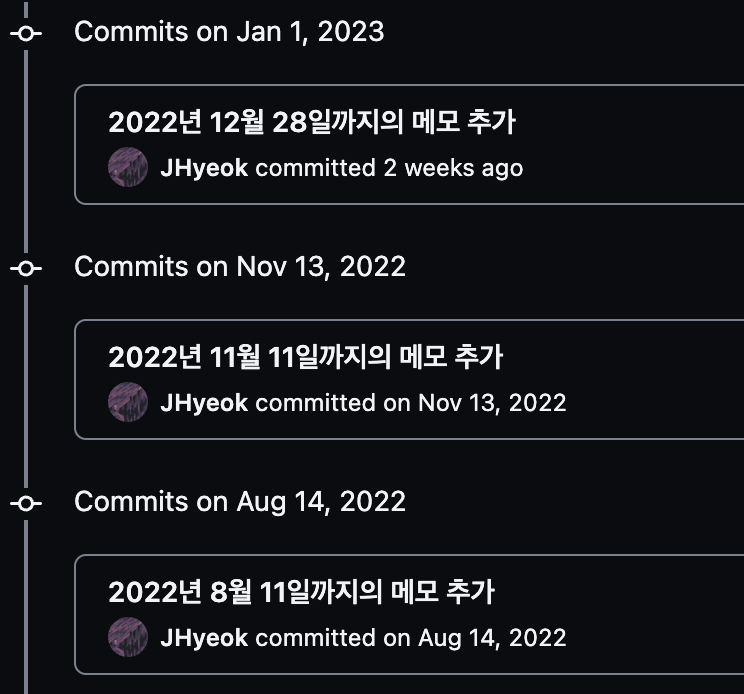 Commits on Jan 1, 2023
2022년 12월 28일까지의 메모 추가
JHyeok committed 2 weeks ago
Commits on Nov 13, 2022
2022년 11월 11일까지의 메모 추가
JHyeok committed on Nov 13, 2022
Commits on Aug 14, 2022
2022년 8월 11일까지의 메모 추가
JHyeok committed on Aug 14, 2022